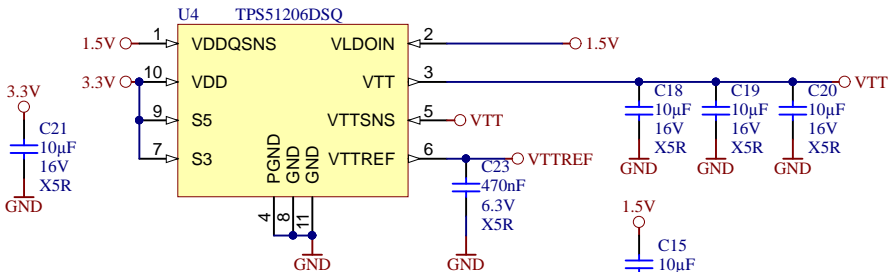 U4 TPS51206DSQ
1.5V 1 VDDQSNS VLDOIN 2 1.5V
3.3V 10 VDD VTT 3 VTT
9 S5 VTTSNS 5 VTT
7 S3 VTTREF 6 VTTREF
PGND GND GND
4 8 11
GND
3.3V
C21
10µF
16V
X5R
GND
C23
470nF
6.3V
X5R
GND
C18
10µF
16V
X5R
GND
C19
10µF
16V
X5R
GND
C20
10µF
16V
X5R
GND
1.5V
C15
10µF